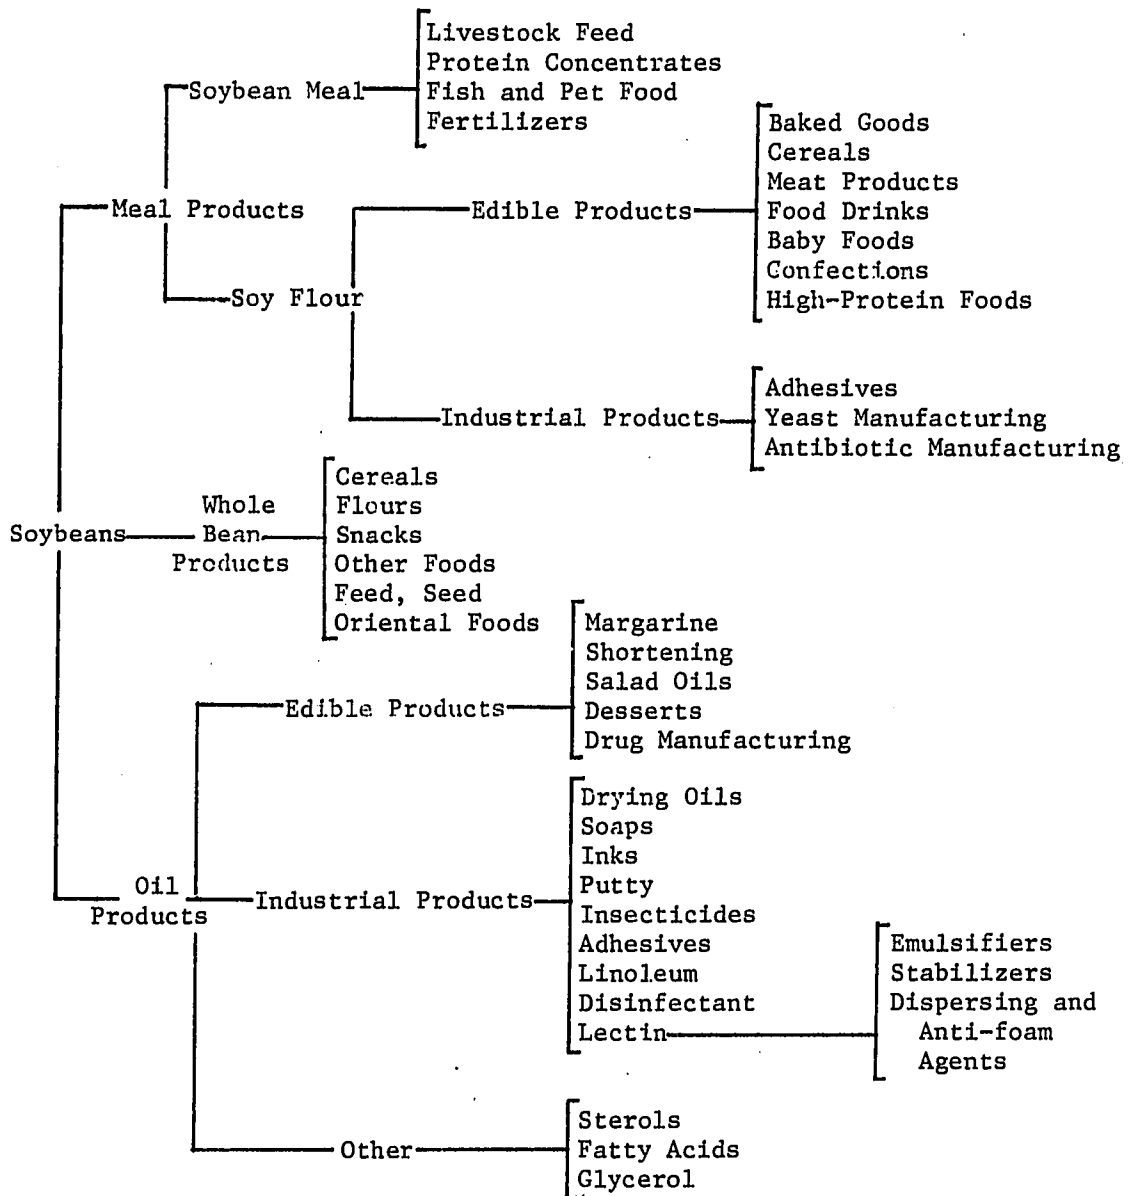 Livestock Feed
Protein Concentrates
Soybean Meal
Fish and Pet Food
Fertilizers
Baked Goods
Cereals
Meat Products
Meal Products
Edible Products
Food Drinks
Baby Foods
Confections
Soy Flour
High-Protein Foods
Adhesives
Industrial Products
Yeast Manufacturing
Antibiotic Manufacturing
Cereals
Whole
Flours
Soybeans
Bean
Snacks
Products
Other Foods
Feed, Seed
Oriental Foods
Margarine
Shortening
Salad Oils
Edible Products
Desserts
Drug Manufacturing
Drying Oils
Soaps
Inks
Oil
Putty
Products
Industrial Products
Insecticides
Adhesives
Linoleum
Disinfectant
Lectin
Emulsifiers
Stabilizers
Dispersing and
Anti-foam
Agents
Sterols
Other
Fatty Acids
Glycerol